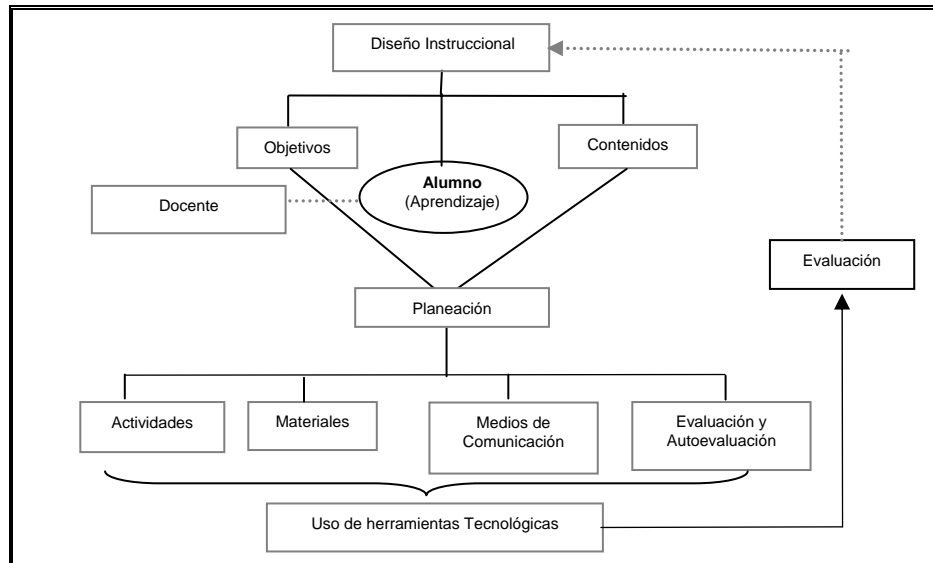 Diseño Instruccional
Objetivos
Contenidos
Alumno
(Aprendizaje)
Docente
Evaluación
Planeación
Actividades
Materiales
Medios de
Comunicación
Evaluación y
Autoevaluación
Uso de herramientas Tecnológicas